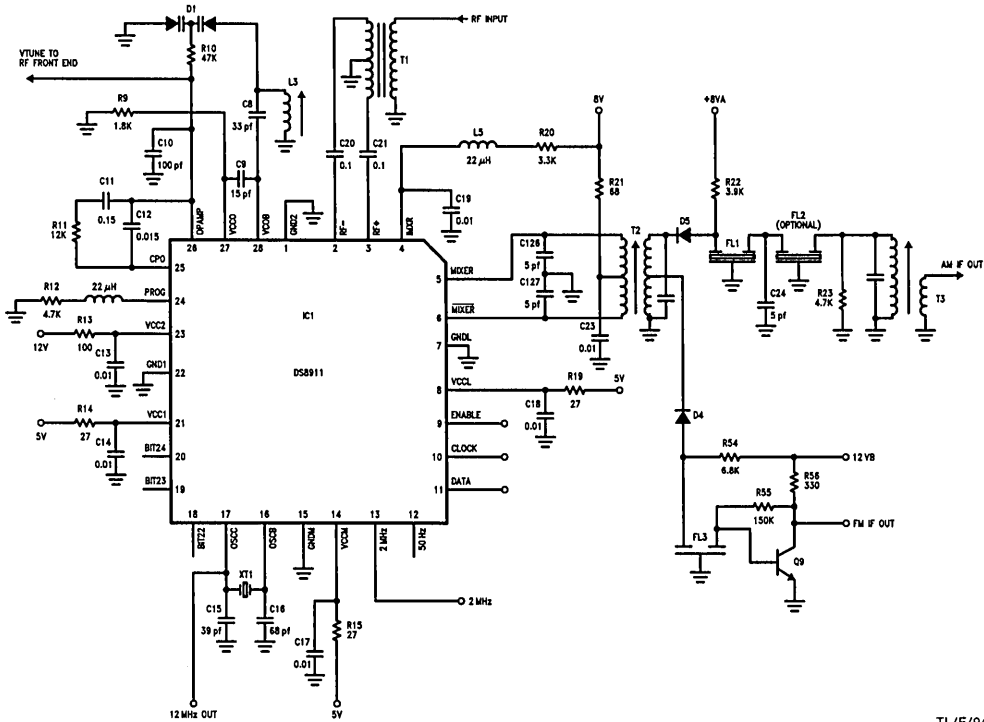 D1
RF INPUT
R10
47K
T1
VTUNE TO
RF FRONT END
L3
C8
33 pf
R9
1.8K
C20
0.1
C21
0.1
L5
22 μH
R20
3.3K
8V
+8VA
C10
100 pf
C9
15 pf
C19
0.01
R21
68
R22
3.9K
C11
0.15
C12
0.015
R11
12K
OPAMP
VCCO
VCOB
GND2
RF-
RF+
MIXR
26
27
28
1
2
3
4
T2
D5
FL1
FL2
(OPTIONAL)
CPO
25
5
MIXER
C126
5 pf
C127
5 pf
C24
5 pf
R23
4.7K
AM IF OUT
T3
R12
4.7K
22 μH
PROG
24
IC1
6
MIXER
C23
0.01
12V
R13
100
VCC2
23
C13
0.01
7
GNDL
GND1
22
DS8911
8
VCCL
R19
27
5V
C18
0.01
5V
R14
27
VCC1
21
C14
0.01
9
ENABLE
D4
BIT24
20
10
CLOCK
R54
6.8K
12 YB
R56
330
BIT23
19
11
DATA
R55
150K
FM IF OUT
18
17
16
15
14
13
12
BIT22
OSCC
OSCB
GNDM
VCCM
2 MHz
50 Hz
FL3
Q9
XT1
C15
39 pf
C16
68 pf
C17
0.01
R15
27
2 MHz
12 MHz OUT
5V